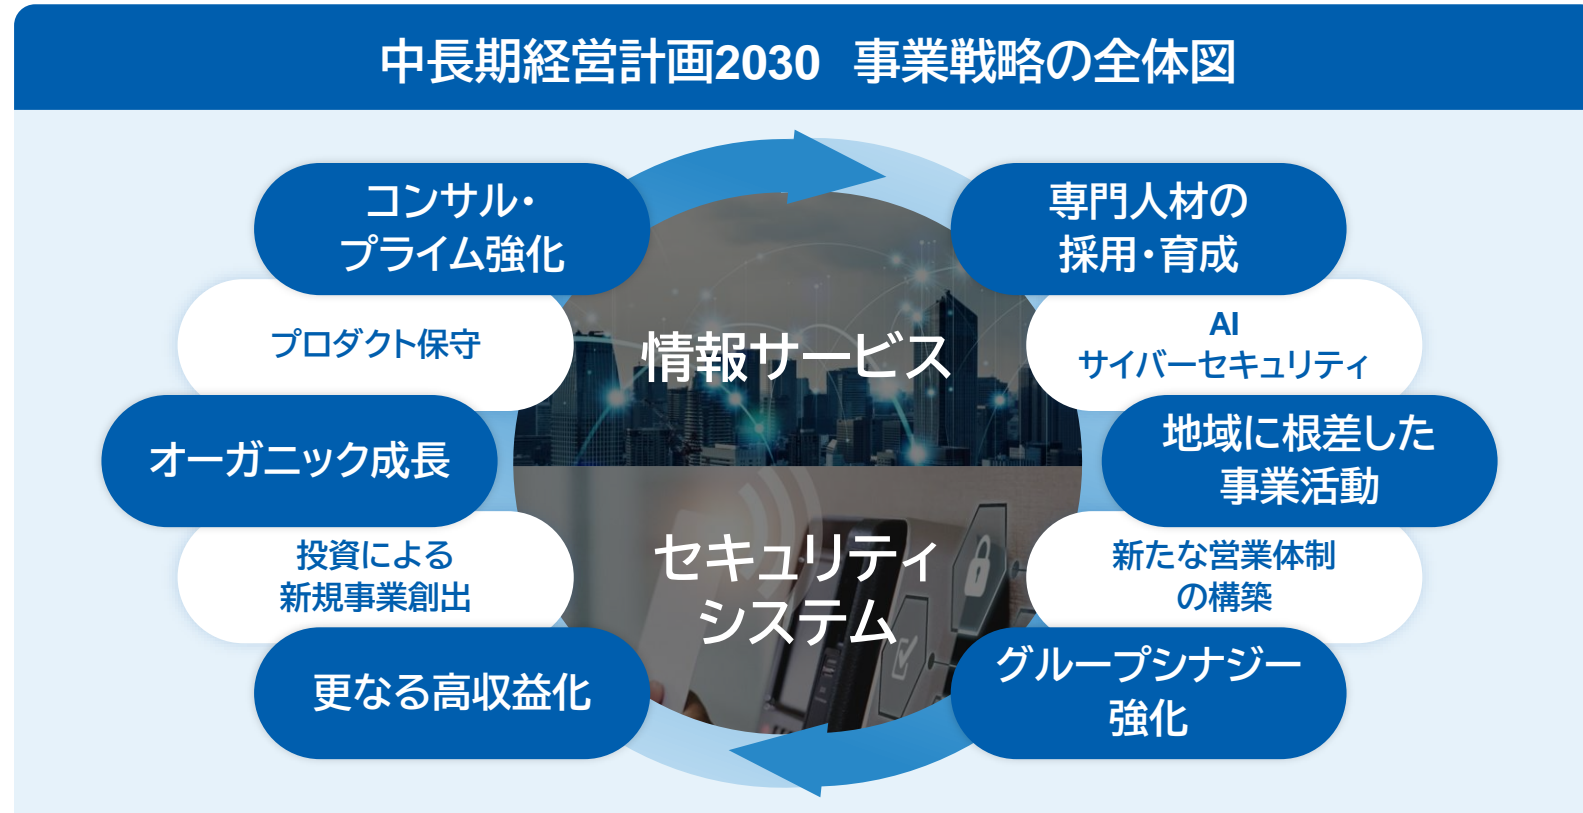 中長期経営計画2030 事業戦略の全体図
コンサル・
プライム強化
プロダクト保守
オーガニック成長
投資による
新規事業創出
更なる高収益化
情報サービス
セキュリティ
システム
専門人材の
採用・育成
AI
サイバーセキュリティ
地域に根差した
事業活動
新たな営業体制
の構築
グループシナジー
強化